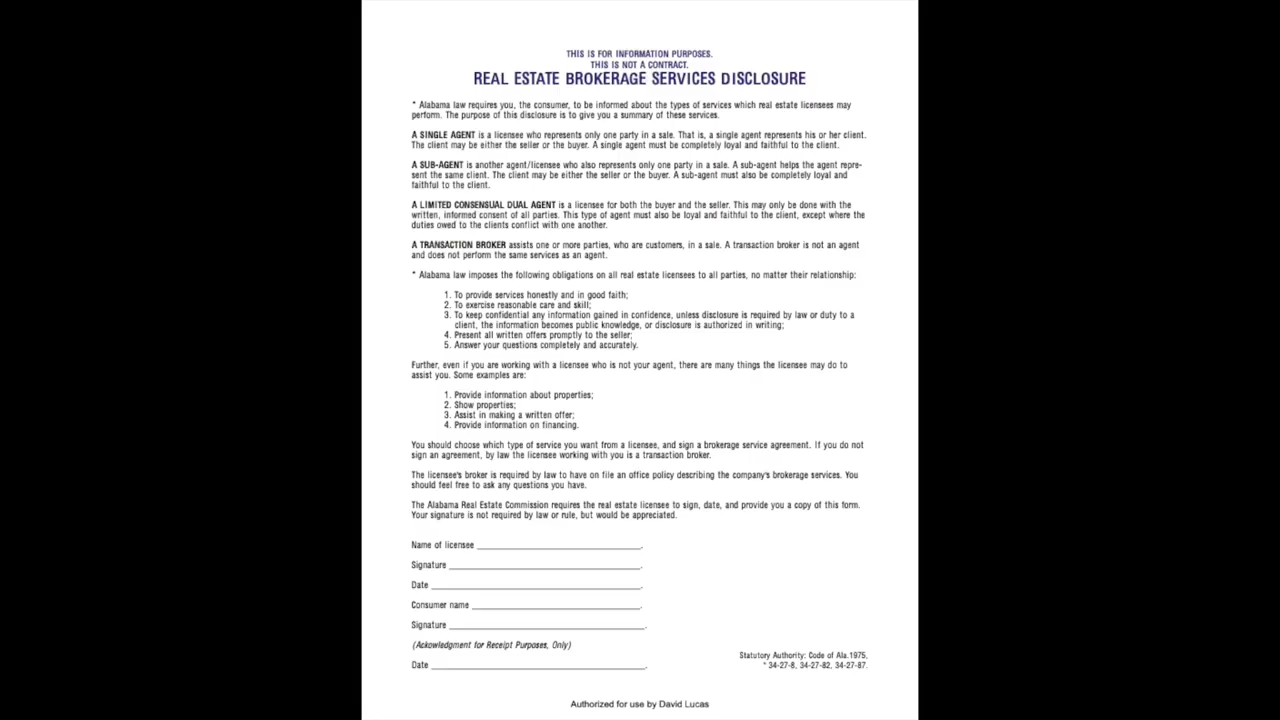 THIS IS FOR INFORMATION PURPOSES.
THIS IS NOT A CONTRACT.
REAL ESTATE BROKERAGE SERVICES DISCLOSURE
* Alabama law requires you, the consumer, to be informed about the types of services which real estate licensees may
perform. The purpose of this disclosure is to give you a summary of these services.
A SINGLE AGENT is a licensee who represents only one party in a sale. That is, a single agent represents his or her client.
The client may be either the seller or the buyer. A single agent must be completely loyal and faithful to the client.
A SUB-AGENT is another agent/licensee who also represents only one party in a sale. A sub-agent helps the agent repre-
sent the same client. The client may be either the seller or the buyer. A sub-agent must also be completely loyal and
faithful to the client.
A LIMITED CONSENSUAL DUAL AGENT is a licensee for both the buyer and the seller. This may only be done with the
written, informed consent of all parties. This type of agent must also be loyal and faithful to the client, except where the
duties owed to the clients conflict with one another.
A TRANSACTION BROKER assists one or more parties, who are customers, in a sale. A transaction broker is not an agent
and does not perform the same services as an agent.
* Alabama law imposes the following obligations on all real estate licensees to all parties, no matter their relationship:
1. To provide services honestly and in good faith;
2. To exercise reasonable care and skill;
3. To keep confidential any information gained in confidence, unless disclosure is required by law or duty to a
client, the information becomes public knowledge, or disclosure is authorized in writing;
4. Present all written offers promptly to the seller;
5. Answer your questions completely and accurately.
Further, even if you are working with a licensee who is not your agent, there are many things the licensee may do to
assist you. Some examples are:
1. Provide information about properties;
2. Show properties;
3. Assist in making a written offer;
4. Provide information on financing.
You should choose which type of service you want from a licensee, and sign a brokerage service agreement. If you do not
sign an agreement, by law the licensee working with you is a transaction broker.
The licensee's broker is required by law to have on file an office policy describing the company's brokerage services. You
should feel free to ask any questions you have.
The Alabama Real Estate Commission requires the real estate licensee to sign, date, and provide you a copy of this form.
Your signature is not required by law or rule, but would be appreciated.
Name of licensee ______________________________.
Signature ______________________________.
Date ______________________________.
Consumer name ______________________________.
Signature ______________________________.
(Ackowledgment for Receipt Purposes, Only)
Date ______________________________.
Statutory Authority: Code of Ala.1975,
* 34-27-8, 34-27-82, 34-27-87.
Authorized for use by David Lucas